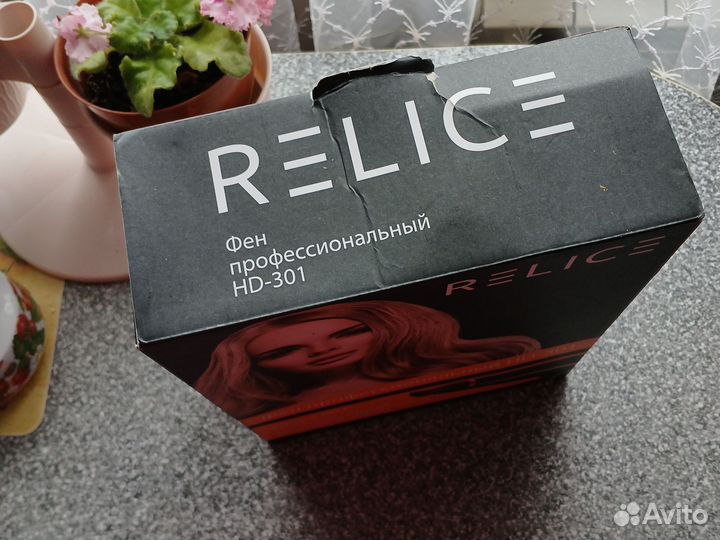 RELICE
Фен
профессиональный
HD-301
RELICE
Avito